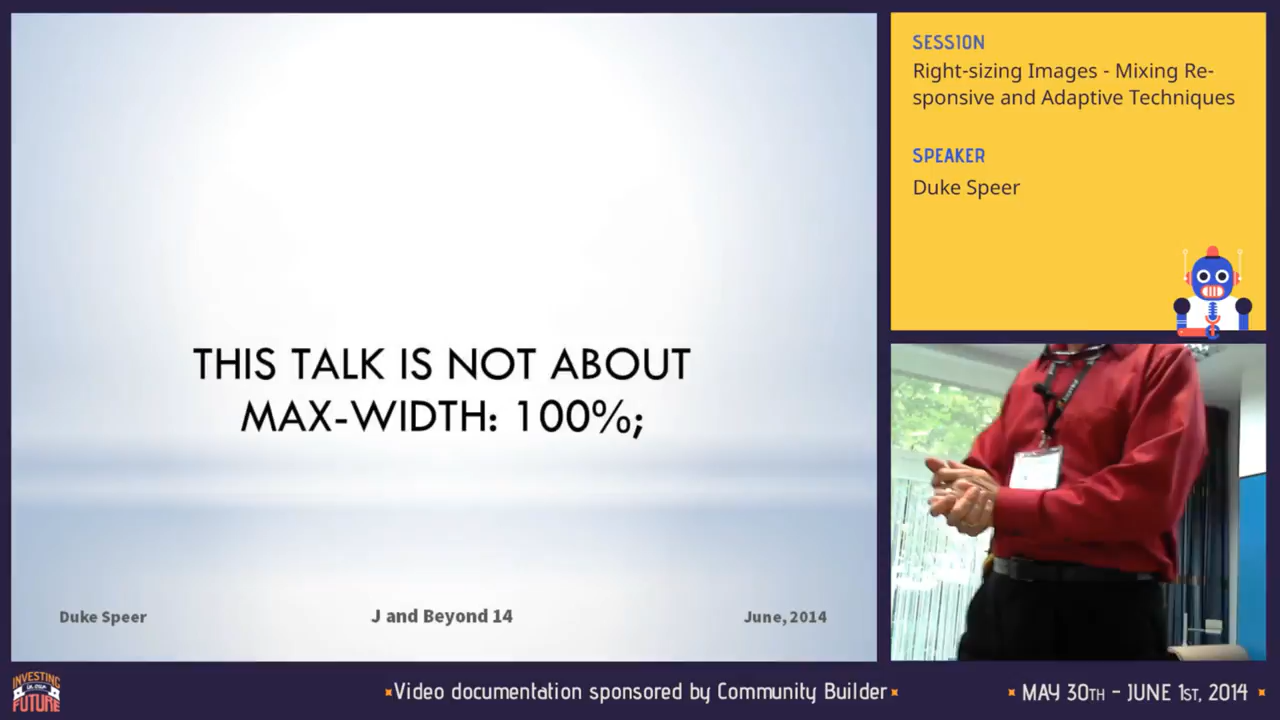 THIS TALK IS NOT ABOUT
MAX-WIDTH: 100%;
Duke Speer
J and Beyond 14
June, 2014
SESSION
Right-sizing Images - Mixing Re-
sponsive and Adaptive Techniques
SPEAKER
Duke Speer
INVESTING
IN OUR
FUTURE
Video documentation sponsored by Community Builder
MAY 30TH - JUNE 1ST, 2014